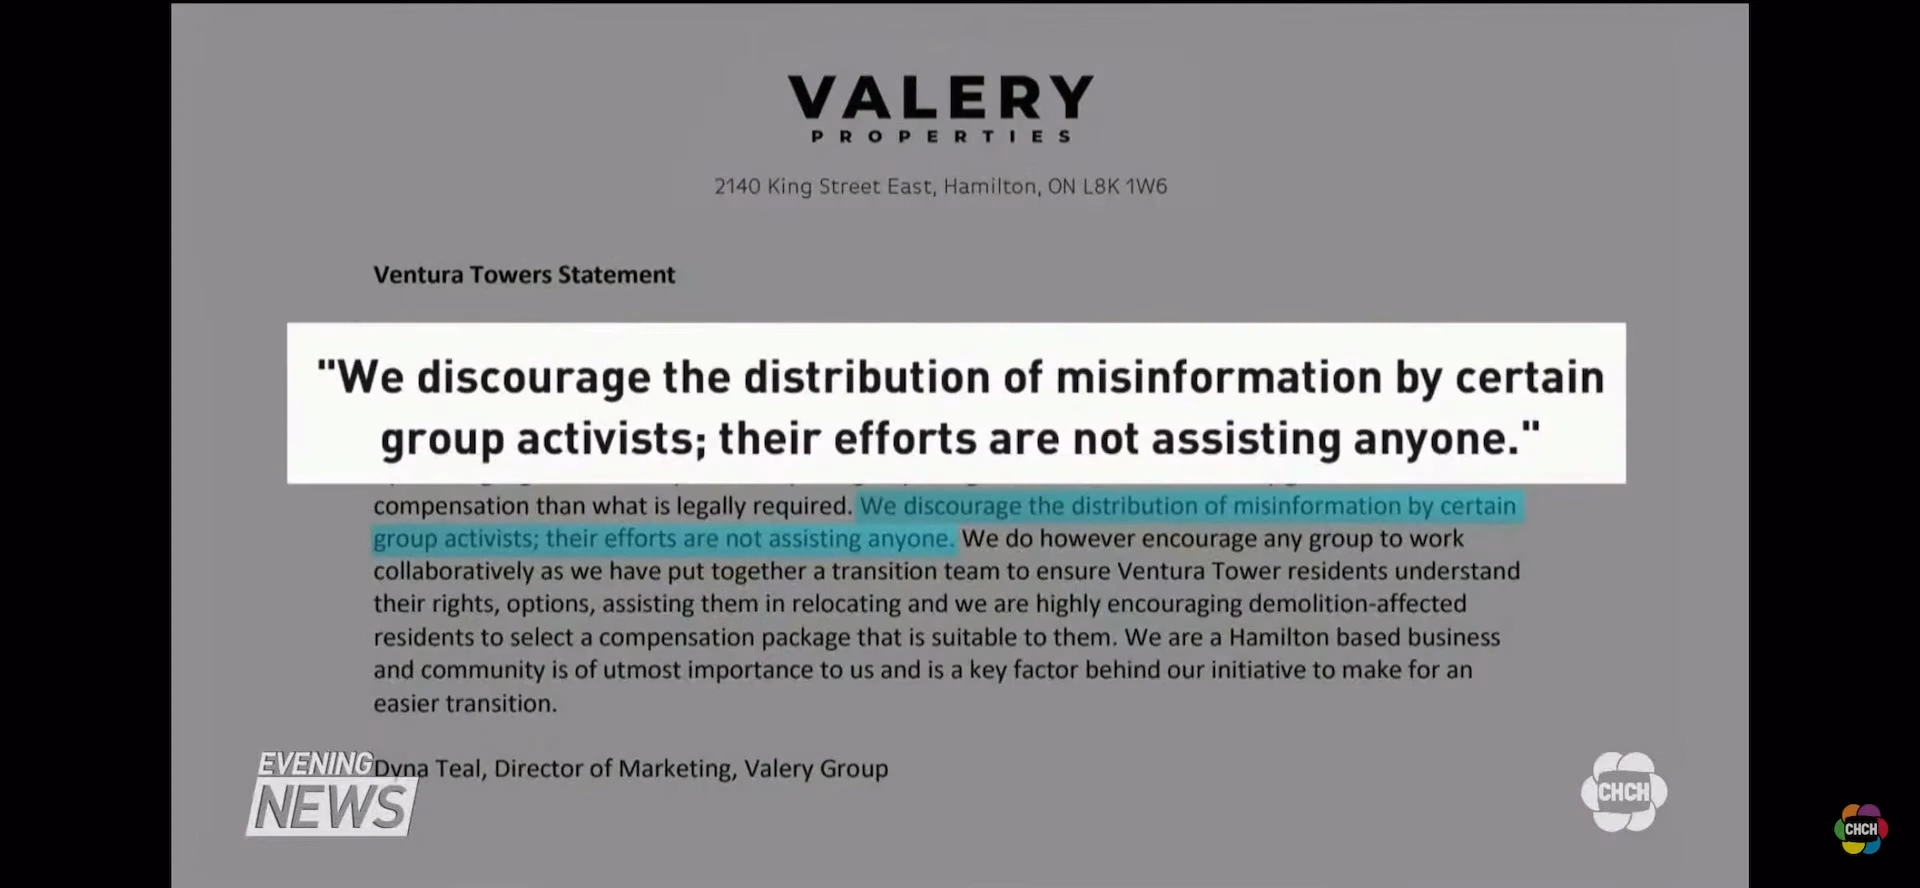 VALERY
PROPERTIES
2140 King Street East, Hamilton, ON L8K 1W6
Ventura Towers Statement
"We discourage the distribution of misinformation by certain
group activists; their efforts are not assisting anyone."
compensation than what is legally required. We discourage the distribution of misinformation by certain
group activists; their efforts are not assisting anyone. We do however encourage any group to work
collaboratively as we have put together a transition team to ensure Ventura Tower residents understand
their rights, options, assisting them in relocating and we are highly encouraging demolition-affected
residents to select a compensation package that is suitable to them. We are a Hamilton based business
and community is of utmost importance to us and is a key factor behind our initiative to make for an
easier transition.
Dyna Teal, Director of Marketing, Valery Group
EVENING
NEWS
CHCH
CHCH